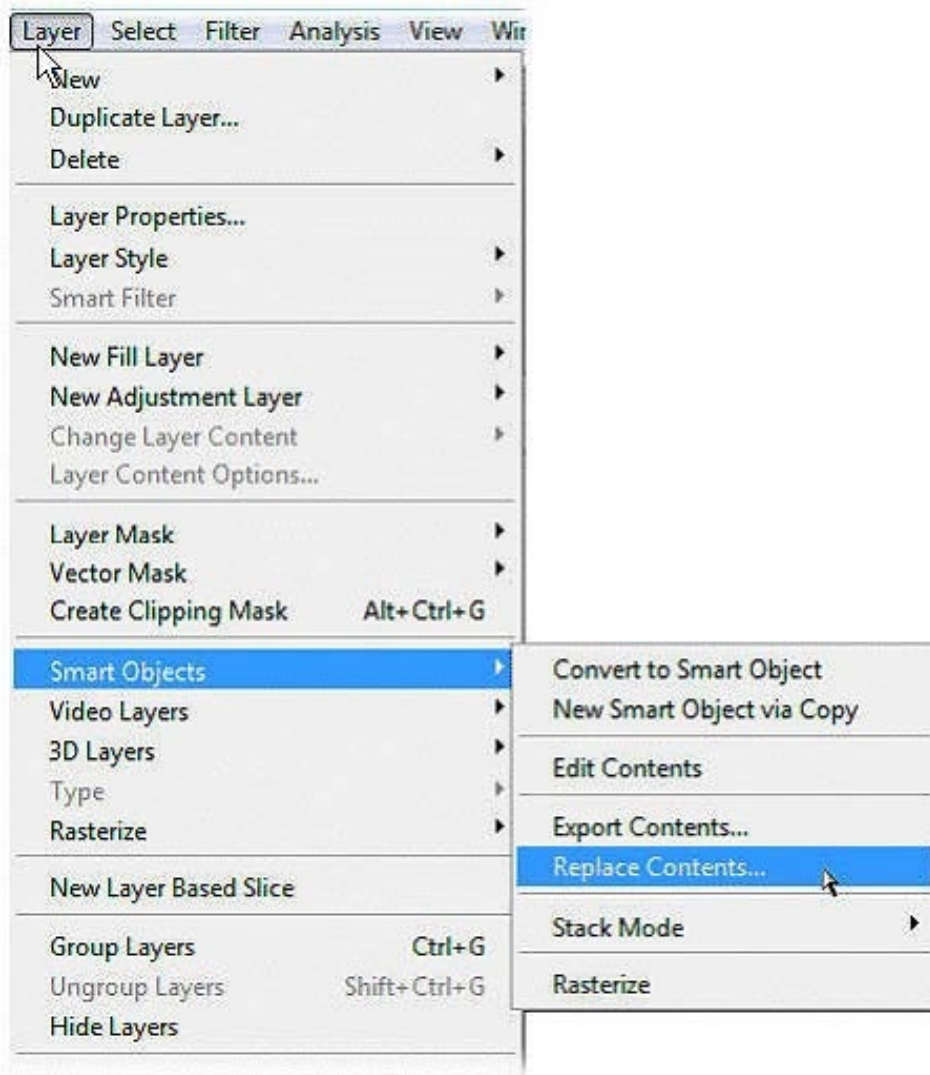 Layer Select Filter Analysis View
New
Duplicate Layer...
Delete
Layer Properties...
Layer Style
Smart Filter
New Fill Layer
New Adjustment Layer
Change Layer Content
Layer Content Options...
Layer Mask
Vector Mask
Create Clipping Mask Alt+Ctrl+G
Smart Objects
Video Layers
3D Layers
Type
Rasterize
New Layer Based Slice
Group Layers Ctrl+G
Ungroup Layers Shift+Ctrl+G
Hide Layers
Convert to Smart Object
New Smart Object via Copy
Edit Contents
Export Contents...
Replace Contents...
Stack Mode
Rasterize